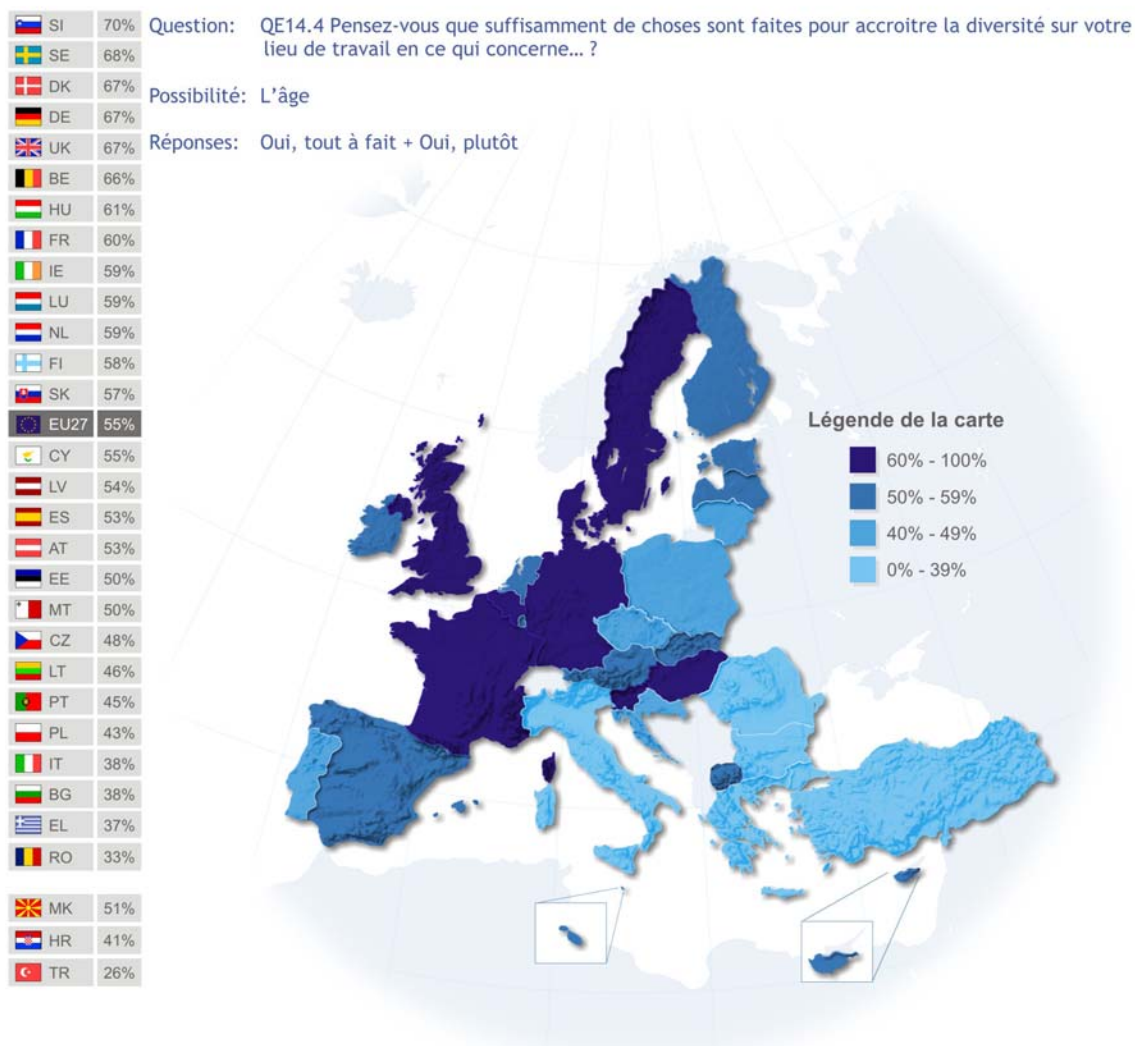 Question: QE14.4 Pensez-vous que suffisamment de choses sont faites pour accroitre la diversité sur votre
lieu de travail en ce qui concerne... ?
Possibilité: L'âge
Réponses: Oui, tout à fait + Oui, plutôt
SI 70%
SE 68%
DK 67%
DE 67%
UK 67%
BE 66%
HU 61%
FR 60%
IE 59%
LU 59%
NL 59%
FI 58%
SK 57%
EU27 55%
CY 55%
LV 54%
ES 53%
AT 53%
EE 50%
MT 50%
CZ 48%
LT 46%
PT 45%
PL 43%
IT 38%
BG 38%
EL 37%
RO 33%
MK 51%
HR 41%
TR 26%
Légende de la carte
60% - 100%
50% - 59%
40% - 49%
0% - 39%